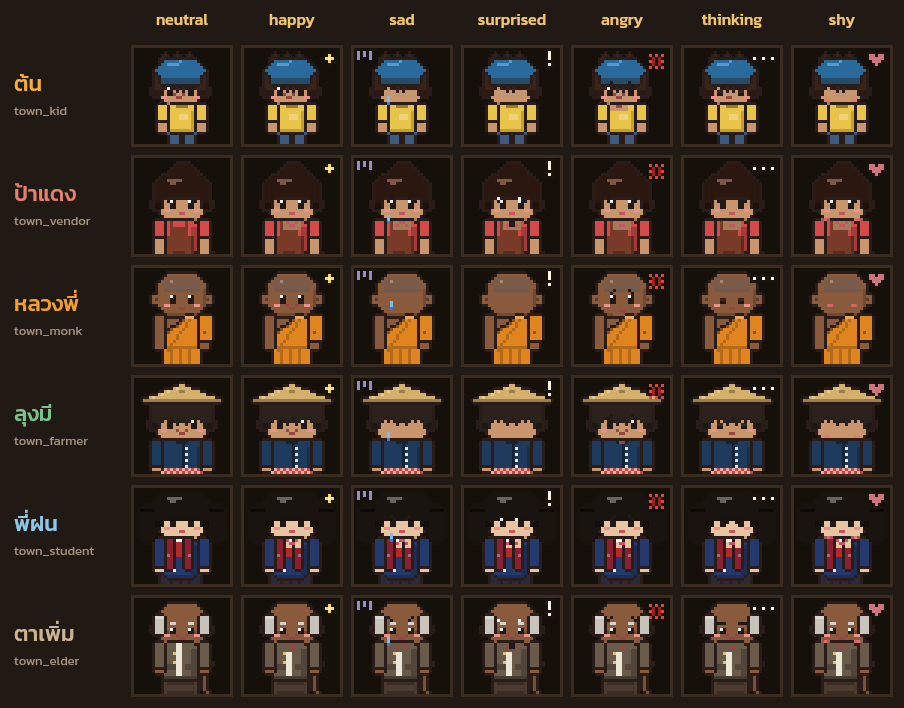 neutral happy sad surprised angry thinking shy
ต้น
town_kid
ป้าแดง
town_vendor
หลวงพี่
town_monk
ลุงมี
town_farmer
พี่ฝน
town_student
ตาเพิ่ม
town_elder